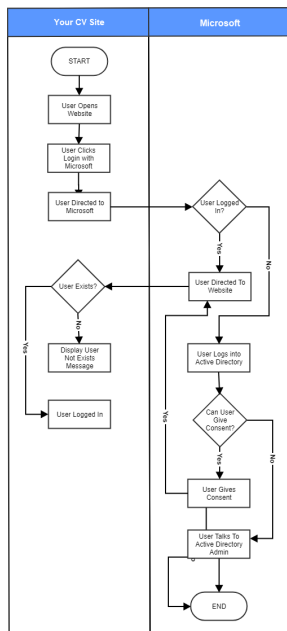 Your CV Site
Microsoft
START
User Opens
Website
User Clicks
Login with
Microsoft
User Directed to
Microsoft
User Logged
In?
Yes
No
User Directed To
Website
User Exists?
No
Yes
Display User
Not Exists
Message
User Logged In
User Logs into
Active Directory
Can User
Give
Consent?
Yes
No
Yes
User Gives
Consent
User Talks To
Active Directory
Admin
END